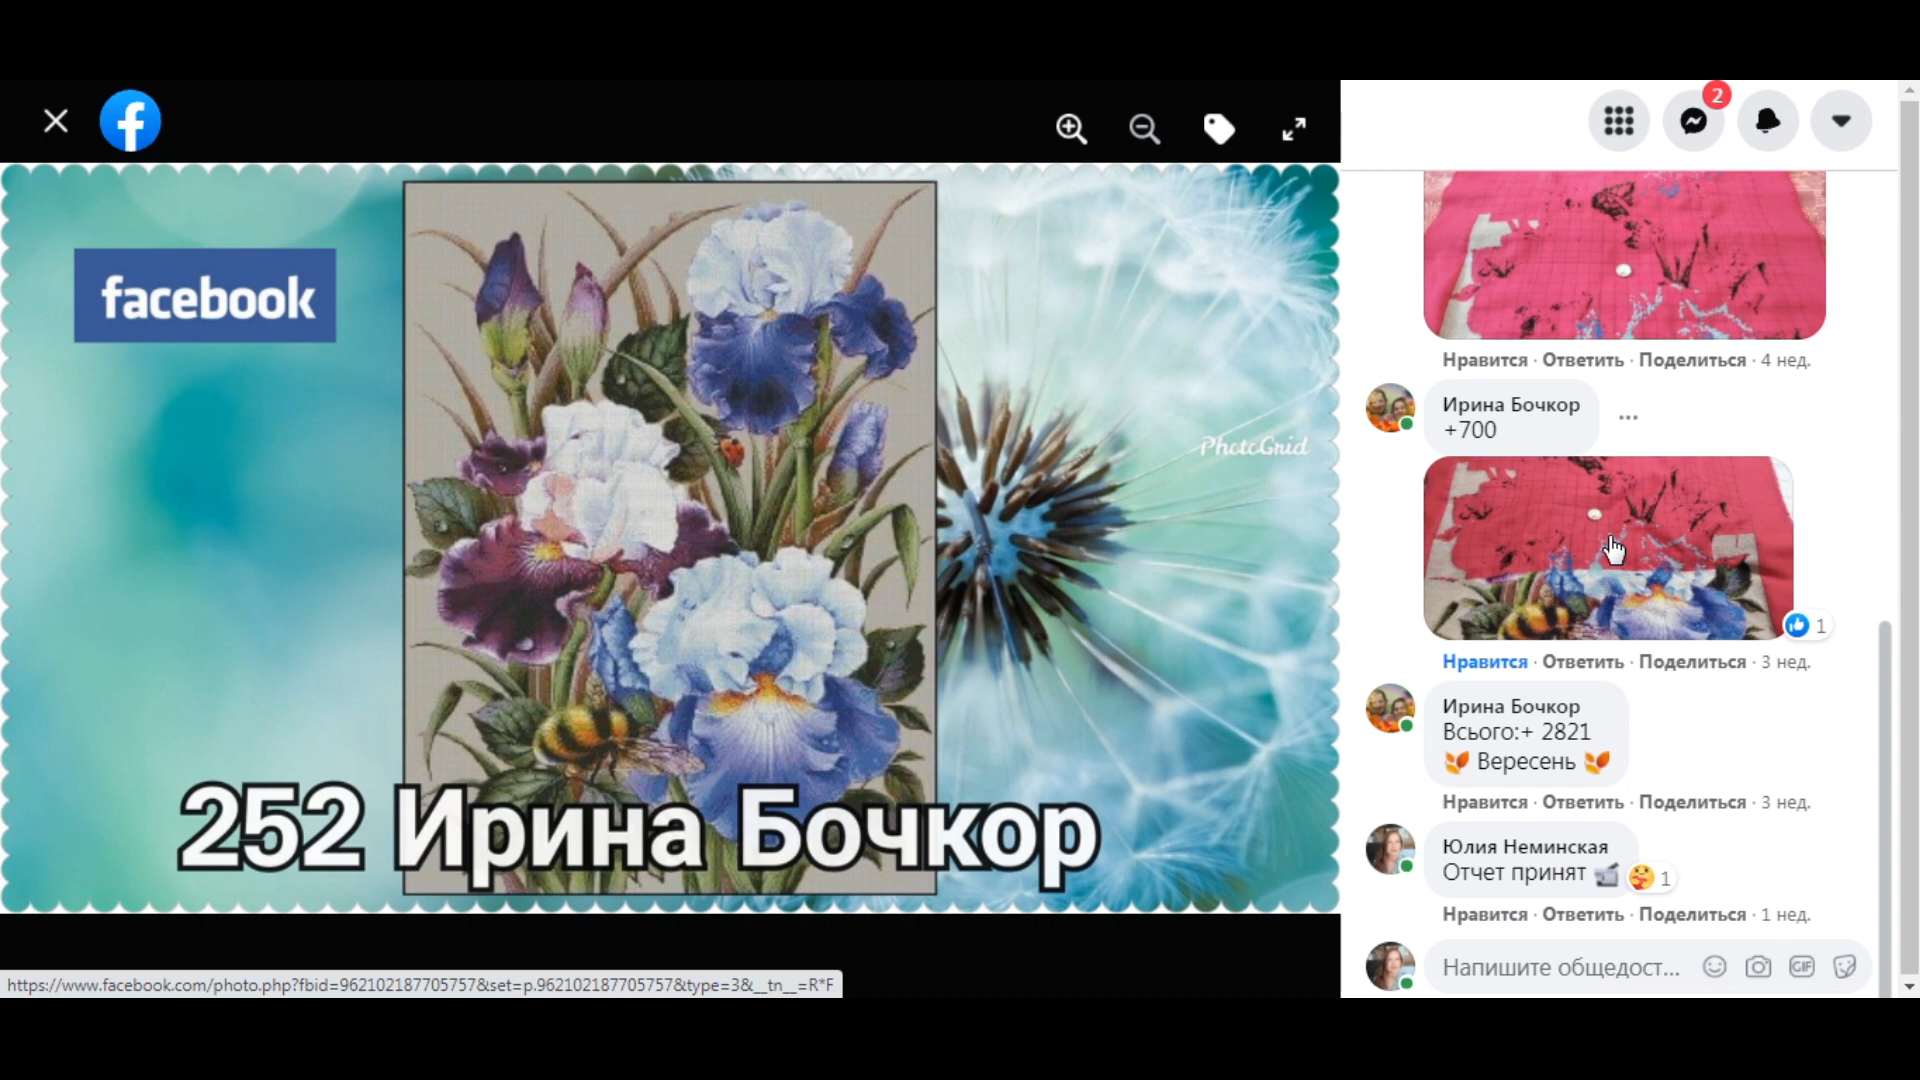 2
facebook
PhotoGrid
252 Ирина Бочкор
Нравится · Ответить · Поделиться · 4 нед.
Ирина Бочкор
+700
1
Нравится · Ответить · Поделиться · 3 нед.
Ирина Бочкор
Всього:+ 2821
Вересень
Нравится · Ответить · Поделиться · 3 нед.
Юлия Неминская
Отчет принят
1
Нравится · Ответить · Поделиться · 1 нед.
Напишите общедост...
GIF
https://www.facebook.com/photo.php?fbid=962102187705757&set=p.962102187705757&type=3&__tn__=R*F